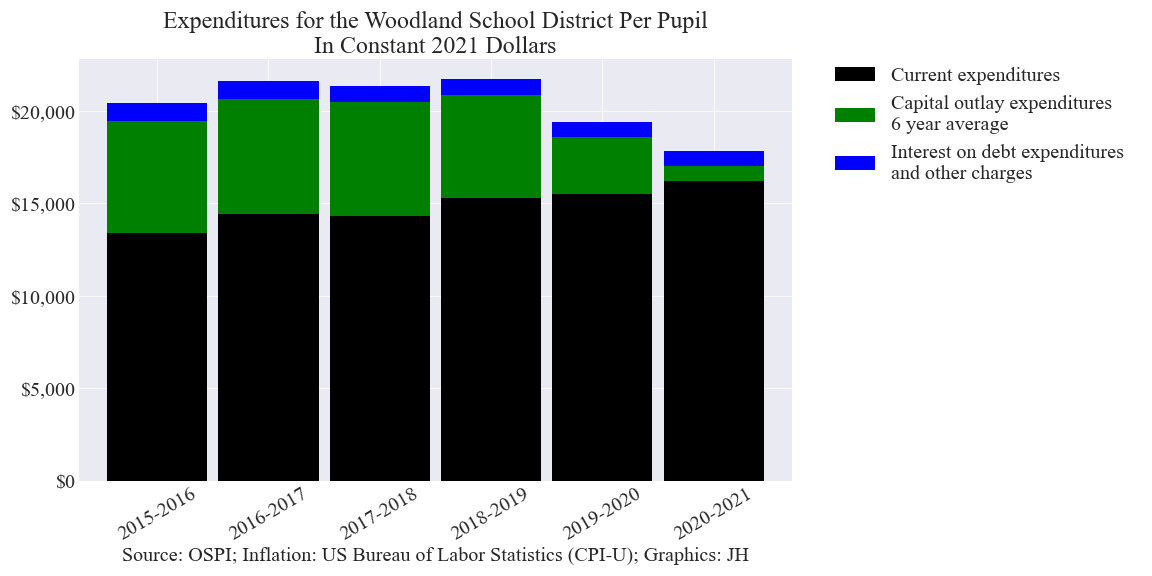 Expenditures for the Woodland School District Per Pupil
In Constant 2021 Dollars
Current expenditures
Capital outlay expenditures
6 year average
Interest on debt expenditures
and other charges
$20,000
$15,000
$10,000
$5,000
$0
2015-2016
2016-2017
2017-2018
2018-2019
2019-2020
2020-2021
Source: OSPI; Inflation: US Bureau of Labor Statistics (CPI-U); Graphics: JH